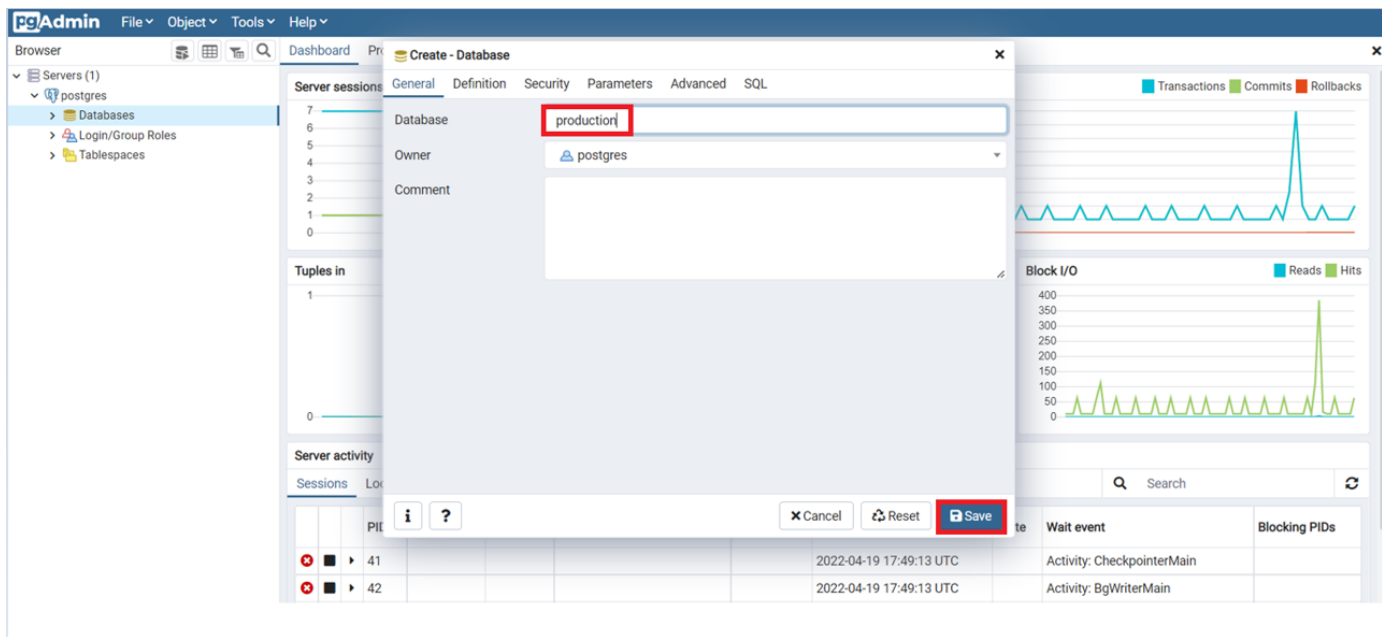 pgAdmin File Object Tools Help
Browser
Dashboard Pr
Servers (1)
postgres
Databases
Login/Group Roles
Tablespaces
Server sessions
7
6
5
4
3
2
1
0
Create - Database
General Definition Security Parameters Advanced SQL
Database production
Owner postgres
Comment
Cancel Reset Save
Transactions Commits Rollbacks
Tuples in
1
0
Block I/O Reads Hits
400
350
300
250
200
150
100
50
0
Server activity
Sessions Loc
Search
PID te Wait event Blocking PIDs
41 2022-04-19 17:49:13 UTC Activity: CheckpointerMain
42 2022-04-19 17:49:13 UTC Activity: BgWriterMain